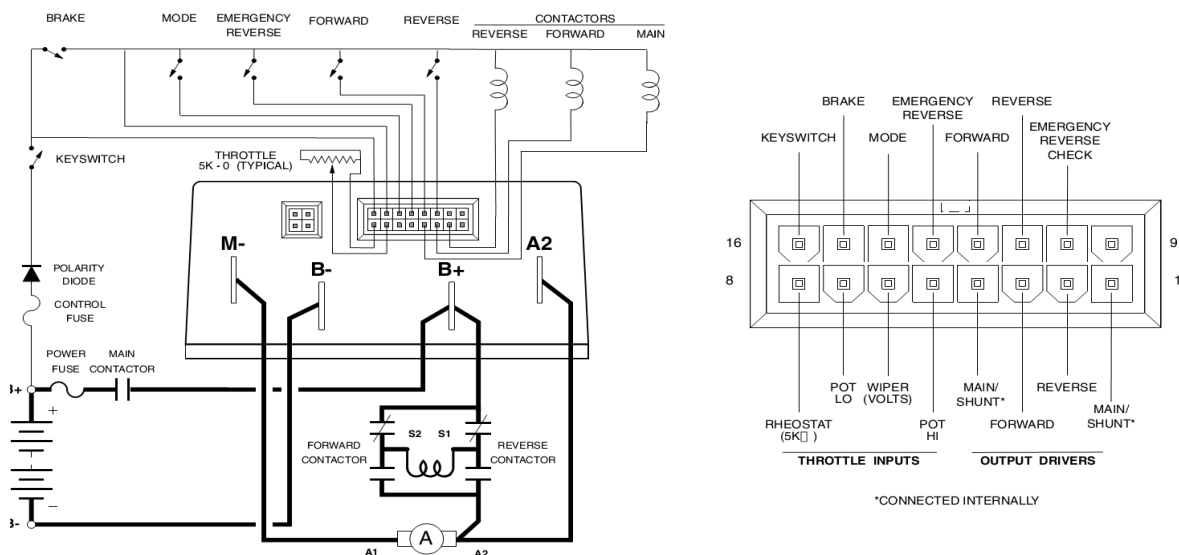 BRAKE
MODE
EMERGENCY
REVERSE
FORWARD
REVERSE
CONTACTORS
REVERSE
FORWARD
MAIN
KEYSWITCH
THROTTLE
5K - 0 (TYPICAL)
M-
B-
B+
A2
POLARITY
DIODE
CONTROL
FUSE
POWER
FUSE
MAIN
CONTACTOR
B+
+
–
B-
FORWARD
CONTACTOR
S2
S1
REVERSE
CONTACTOR
A1
A
A2
BRAKE
EMERGENCY
REVERSE
REVERSE
KEYSWITCH
MODE
FORWARD
EMERGENCY
REVERSE
CHECK
16
9
8
1
POT
LO
WIPER
(VOLTS)
MAIN/
SHUNT*
REVERSE
RHEOSTAT
(5K▯ )
POT
HI
FORWARD
MAIN/
SHUNT*
THROTTLE INPUTS
OUTPUT DRIVERS
*CONNECTED INTERNALLY